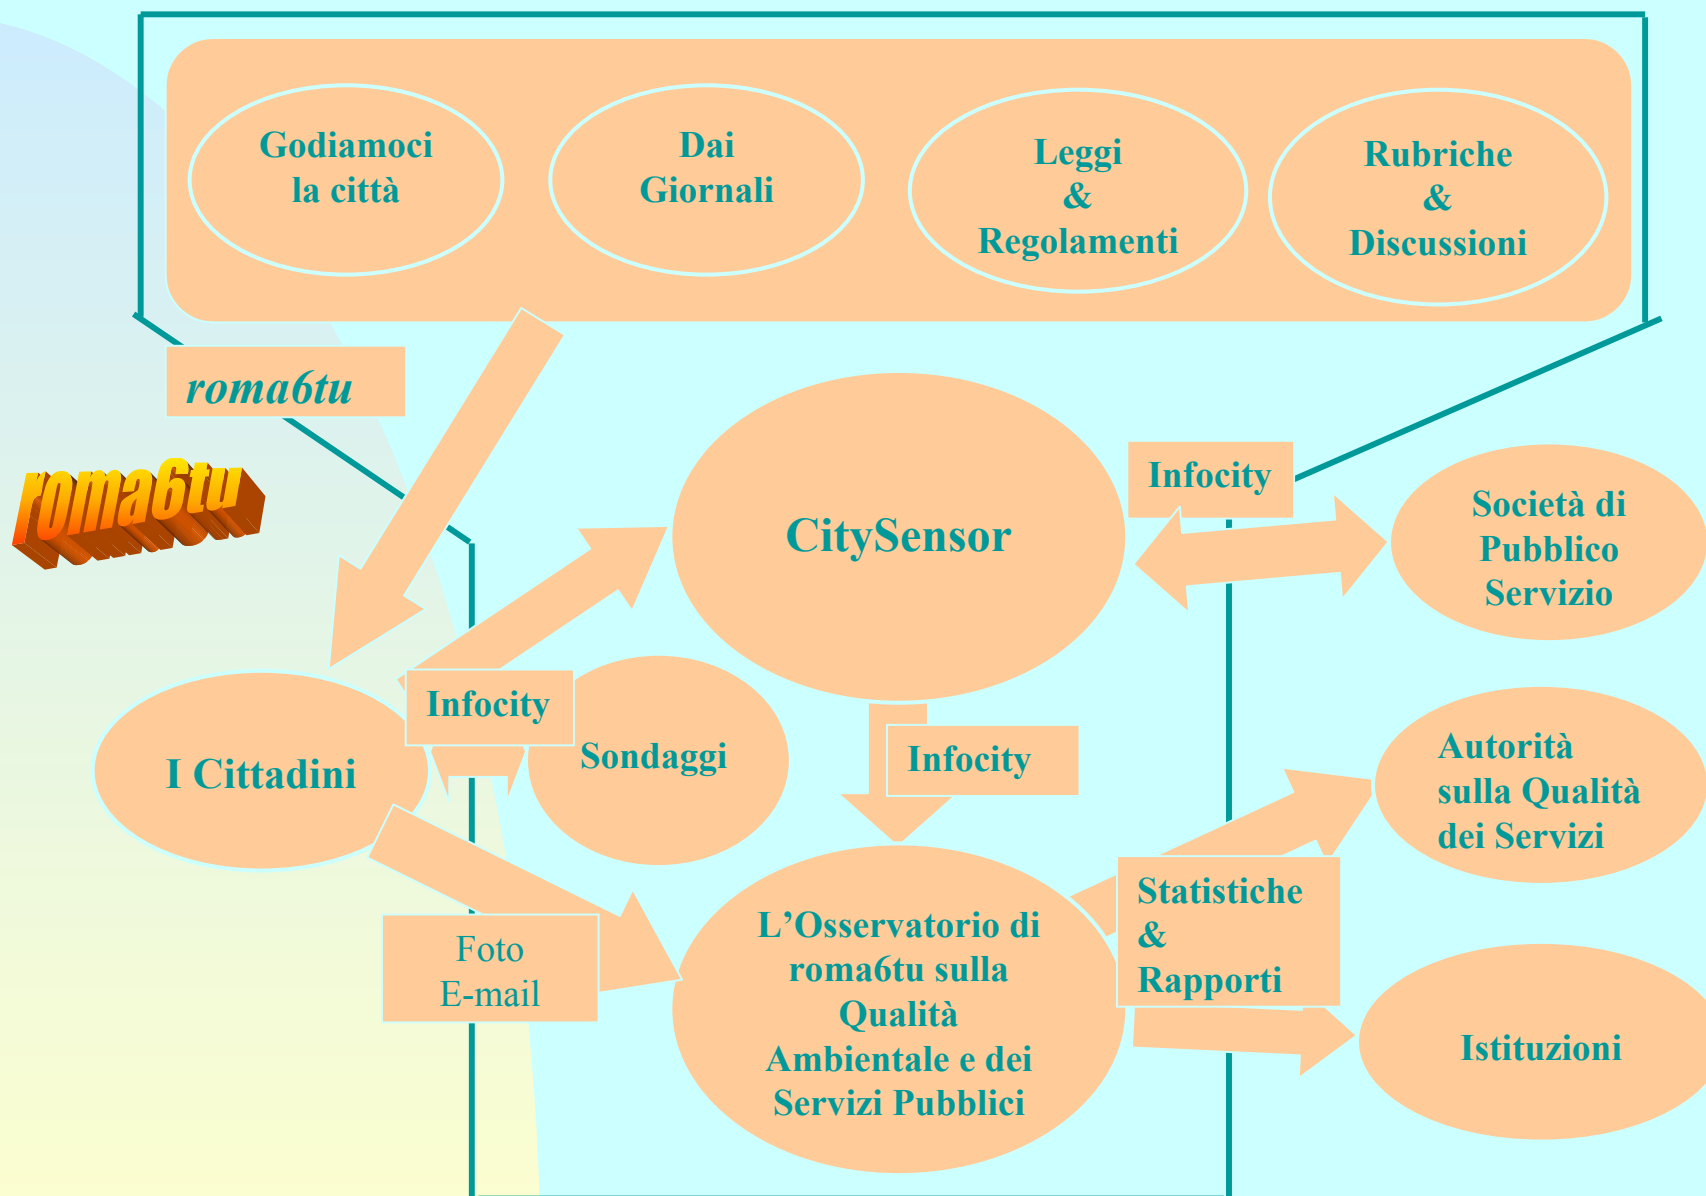 Godiamoci
la città
Dai
Giornali
Leggi
&
Regolamenti
Rubriche
&
Discussioni
roma6tu
roma6tu
CitySensor
Infocity
Società di
Pubblico
Servizio
Infocity
Sondaggi
I Cittadini
Infocity
Autorità
sulla Qualità
dei Servizi
Foto
E-mail
L’Osservatorio di
roma6tu sulla
Qualità
Ambientale e dei
Servizi Pubblici
Statistiche
&
Rapporti
Istituzioni